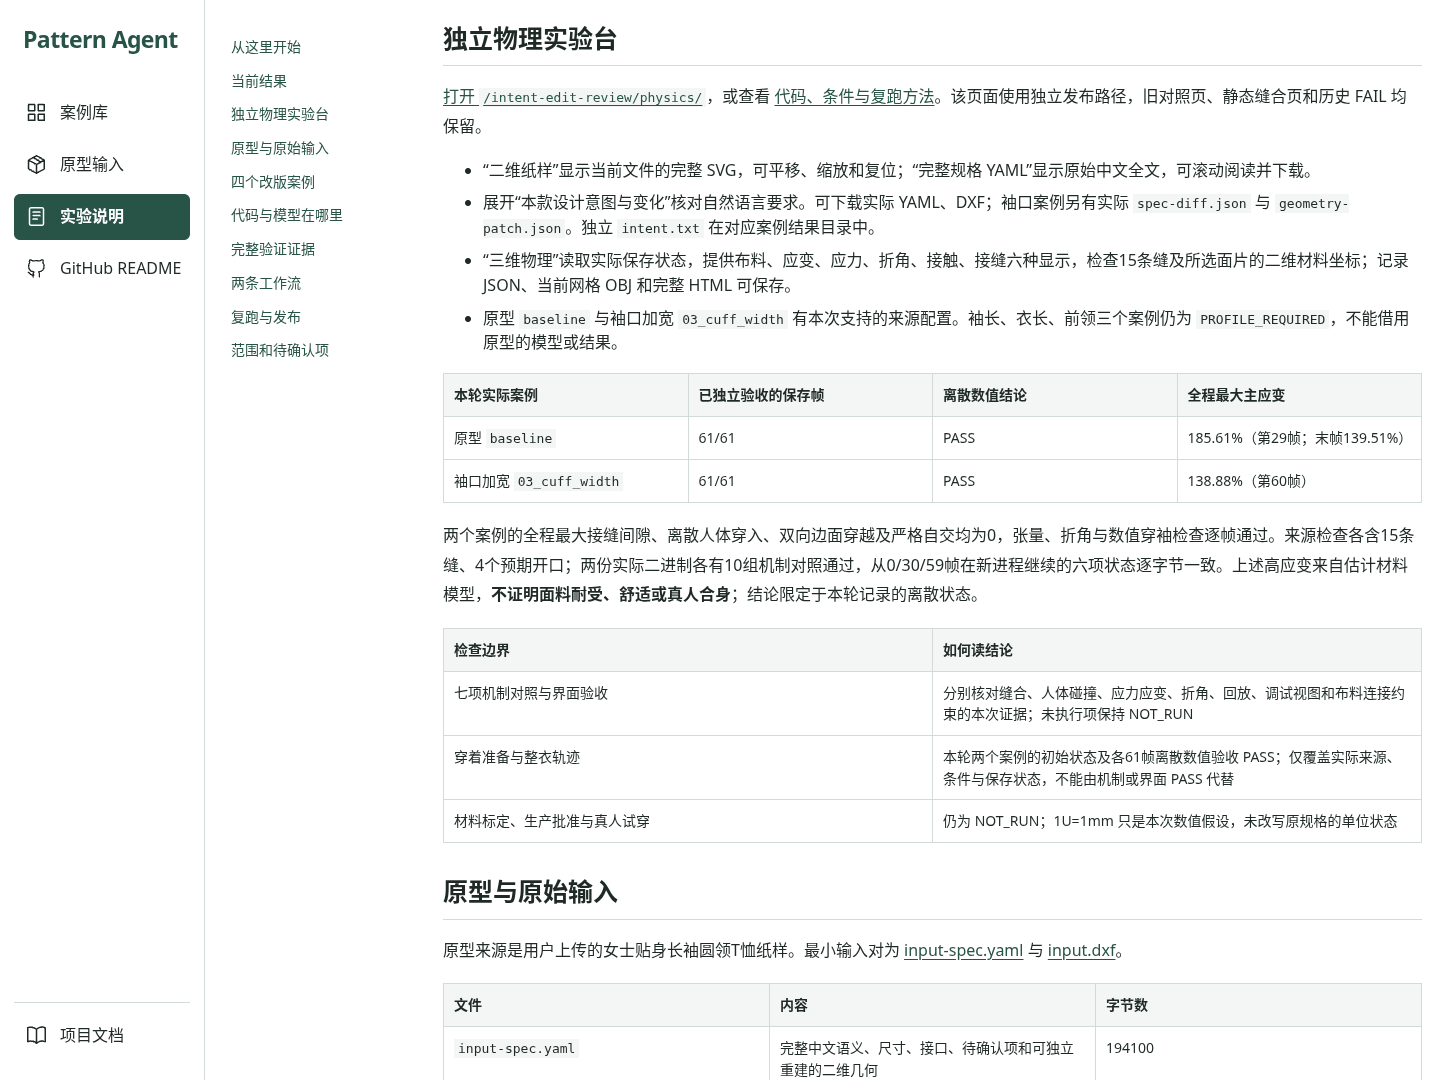 Pattern Agent
案例库
原型输入
实验说明
GitHub README
项目文档
从这里开始
当前结果
独立物理实验台
原型与原始输入
四个改版案例
代码与模型在哪里
完整验证证据
两条工作流
复跑与发布
范围和待确认项
独立物理实验台
打开 /intent-edit-review/physics/，或查看 代码、条件与复跑方法。该页面使用独立发布路径，旧对照页、静态缝合页和历史 FAIL 均
保留。
“二维纸样”显示当前文件的完整 SVG，可平移、缩放和复位；“完整规格 YAML”显示原始中文全文，可滚动阅读并下载。
展开“本款设计意图与变化”核对自然语言要求。可下载实际 YAML、DXF；袖口案例另有实际 spec-diff.json 与 geometry-
patch.json。独立 intent.txt 在对应案例结果目录中。
“三维物理”读取实际保存状态，提供布料、应变、应力、折角、接触、接缝六种显示，检查15条缝及所选面片的二维材料坐标；记录
JSON、当前网格 OBJ 和完整 HTML 可保存。
原型 baseline 与袖口加宽 03_cuff_width 有本次支持的来源配置。袖长、衣长、前领三个案例仍为 PROFILE_REQUIRED，不能借用
原型的模型或结果。
本轮实际案例 已独立验收的保存帧 离散数值结论 全程最大主应变
原型 baseline 61/61 PASS 185.61%（第29帧；末帧139.51%）
袖口加宽 03_cuff_width 61/61 PASS 138.88%（第60帧）
两个案例的全程最大接缝间隙、离散人体穿入、双向边面穿越及严格自交均为0，张量、折角与数值穿袖检查逐帧通过。来源检查各含15条
缝、4个预期开口；两份实际二进制各有10组机制对照通过，从0/30/59帧在新进程继续的六项状态逐字节一致。上述高应变来自估计材料
模型，不证明面料耐受、舒适或真人合身；结论限定于本轮记录的离散状态。
检查边界 如何读结论
七项机制对照与界面验收 分别核对缝合、人体碰撞、应力应变、折角、回放、调试视图和布料连接约
束的本次证据；未执行项保持 NOT_RUN
穿着准备与整衣轨迹 本轮两个案例的初始状态及各61帧离散数值验收 PASS；仅覆盖实际来源、
条件与保存状态，不能由机制或界面 PASS 代替
材料标定、生产批准与真人试穿 仍为 NOT_RUN；1U=1mm 只是本次数值假设，未改写原规格的单位状态
原型与原始输入
原型来源是用户上传的女士贴身长袖圆领T恤纸样。最小输入对为 input-spec.yaml 与 input.dxf。
文件 内容 字节数
input-spec.yaml 完整中文语义、尺寸、接口、待确认项和可独立 194100
重建的二维几何